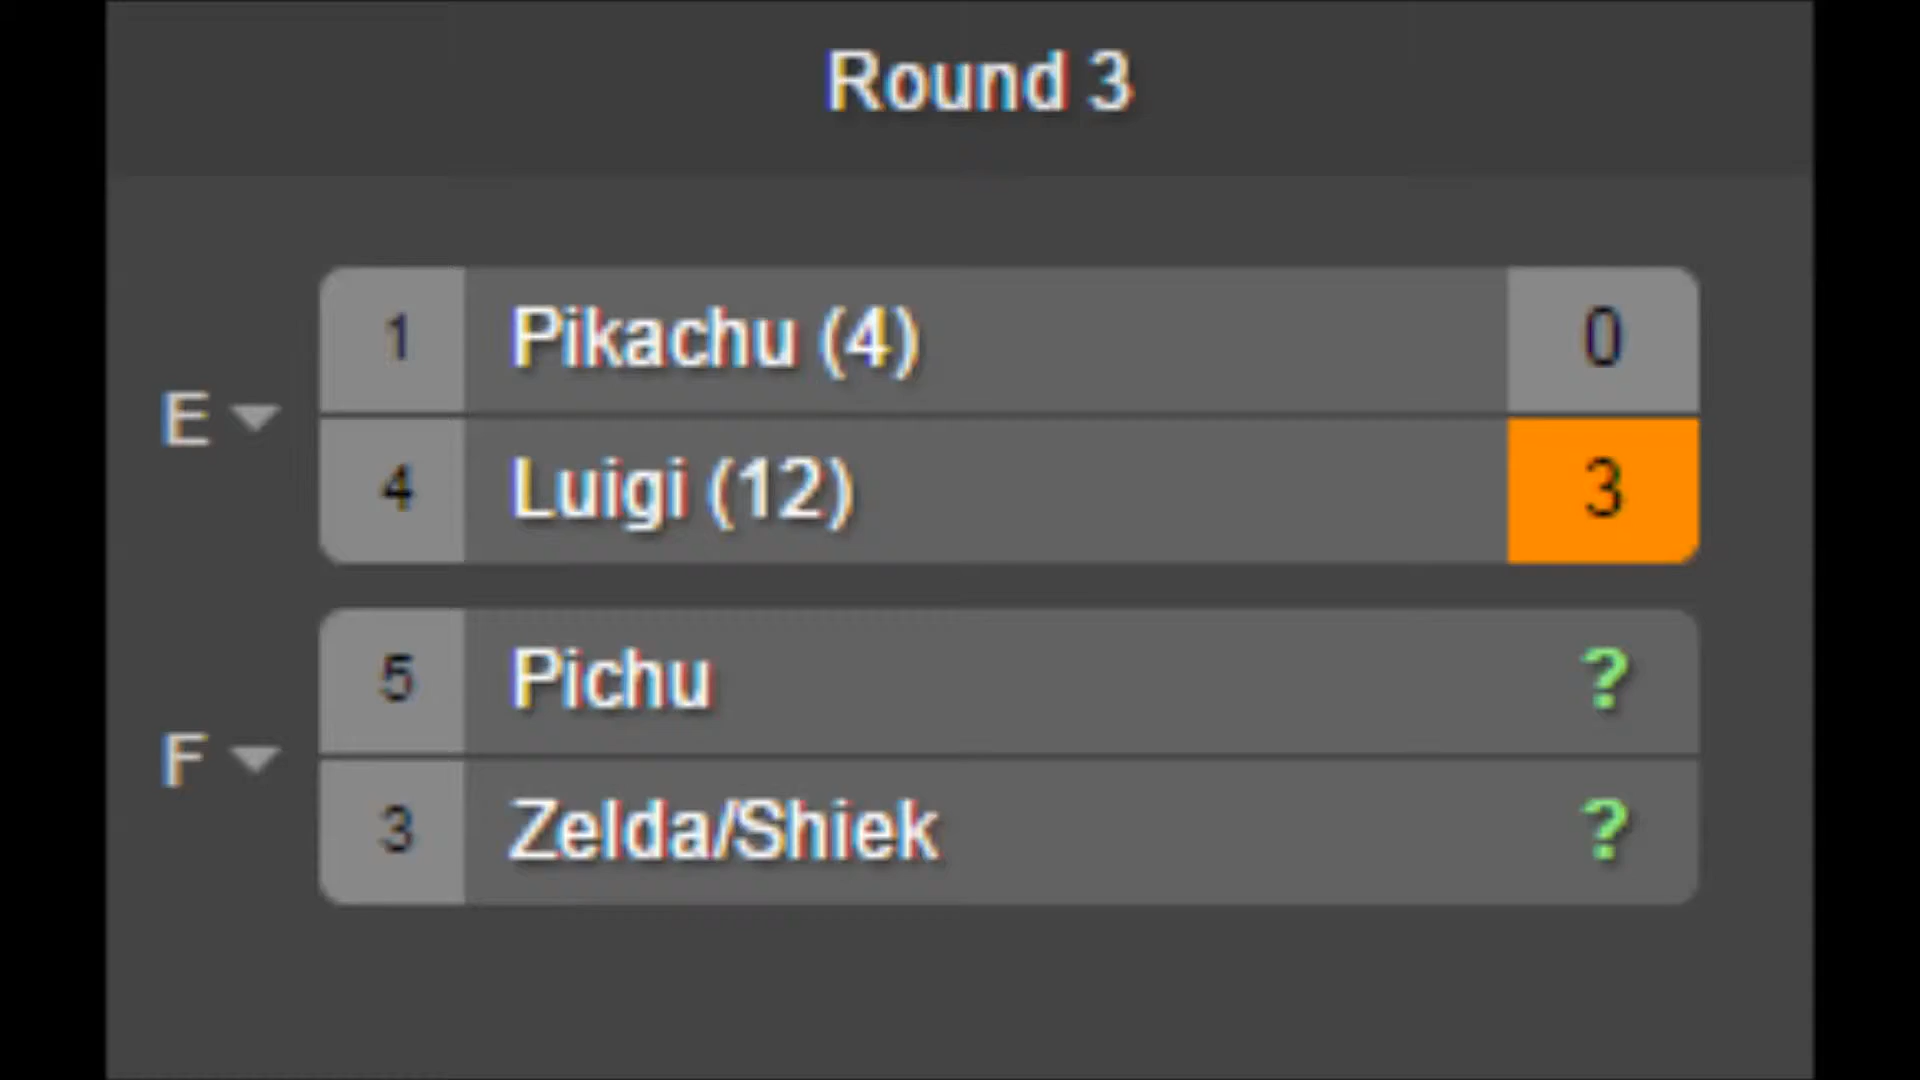 Round 3
1 Pikachu (4) 0
E
4 Luigi (12) 3
5 Pichu ?
F
3 Zelda/Shiek ?